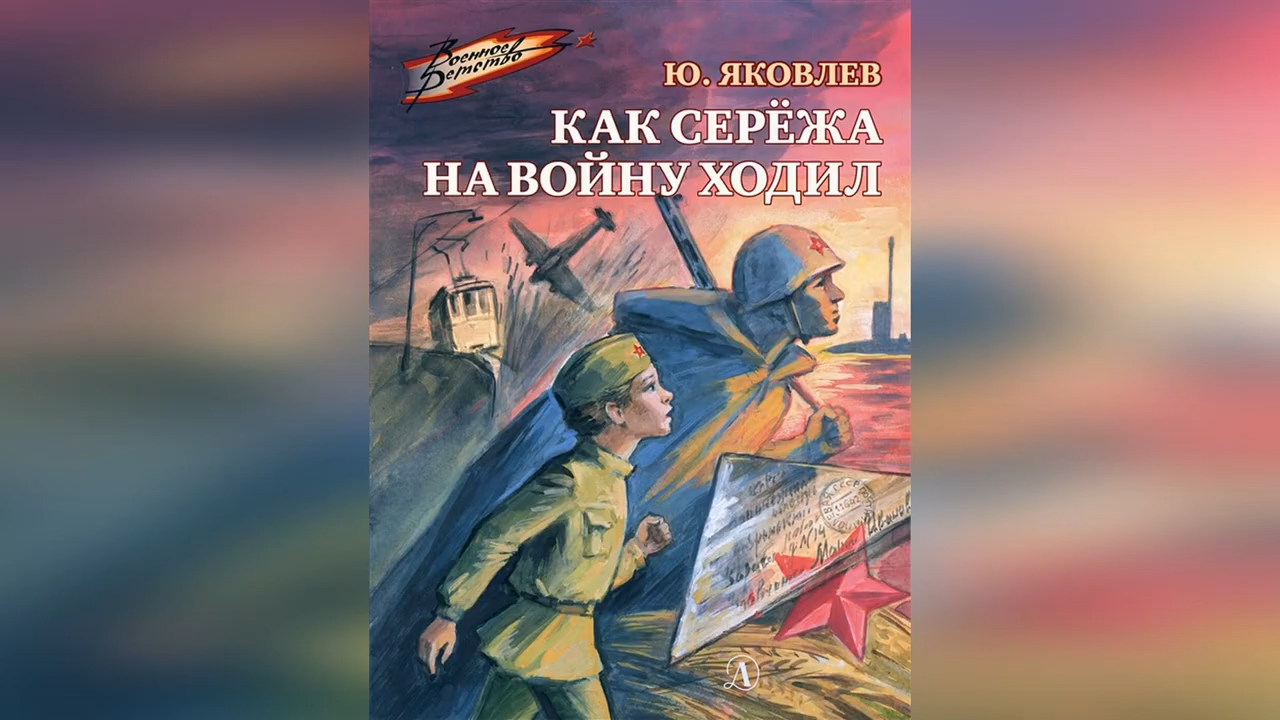 Военное
Детство
Ю. ЯКОВЛЕВ
КАК СЕРЁЖА
НА ВОЙНУ ХОДИЛ